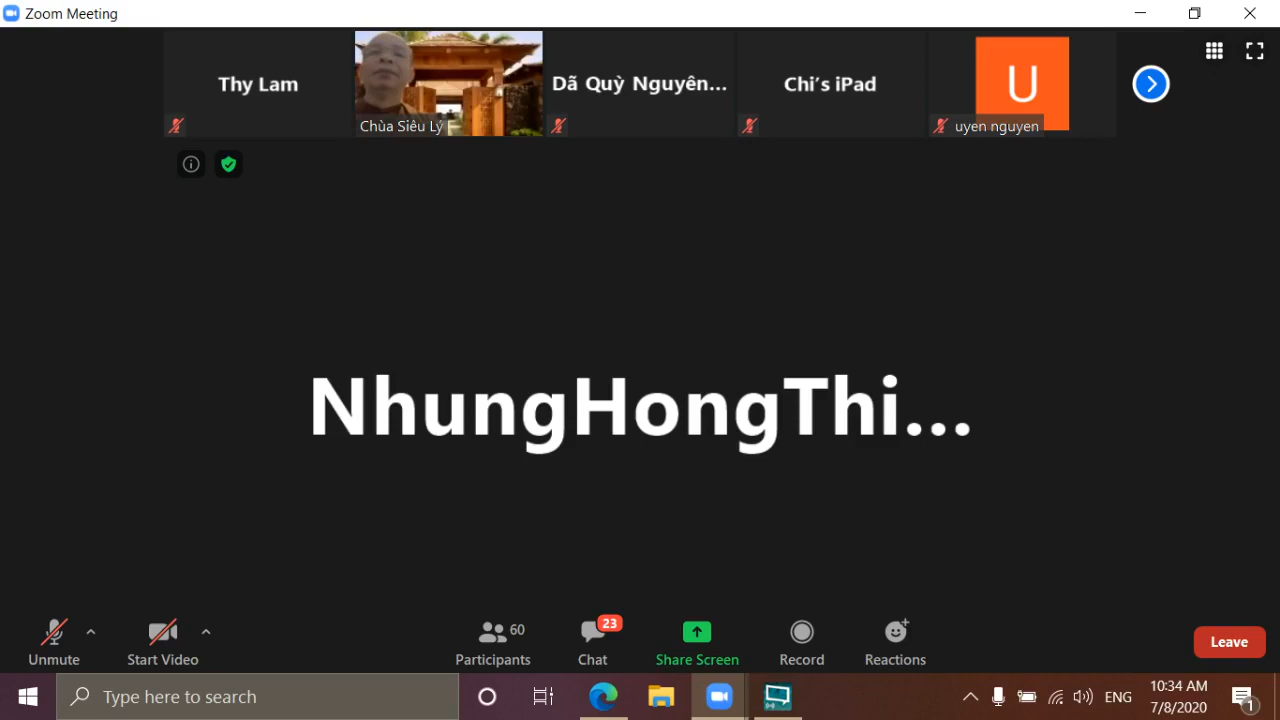 Zoom Meeting
Thy Lam
Chùa Siêu Lý
Dã Quỳ Nguyên...
Chi's iPad
U
uyen nguyen
NhungHongThi...
Unmute
Start Video
60
Participants
23
Chat
Share Screen
Record
Reactions
Leave
Type here to search
ENG
10:34 AM
7/8/2020
1